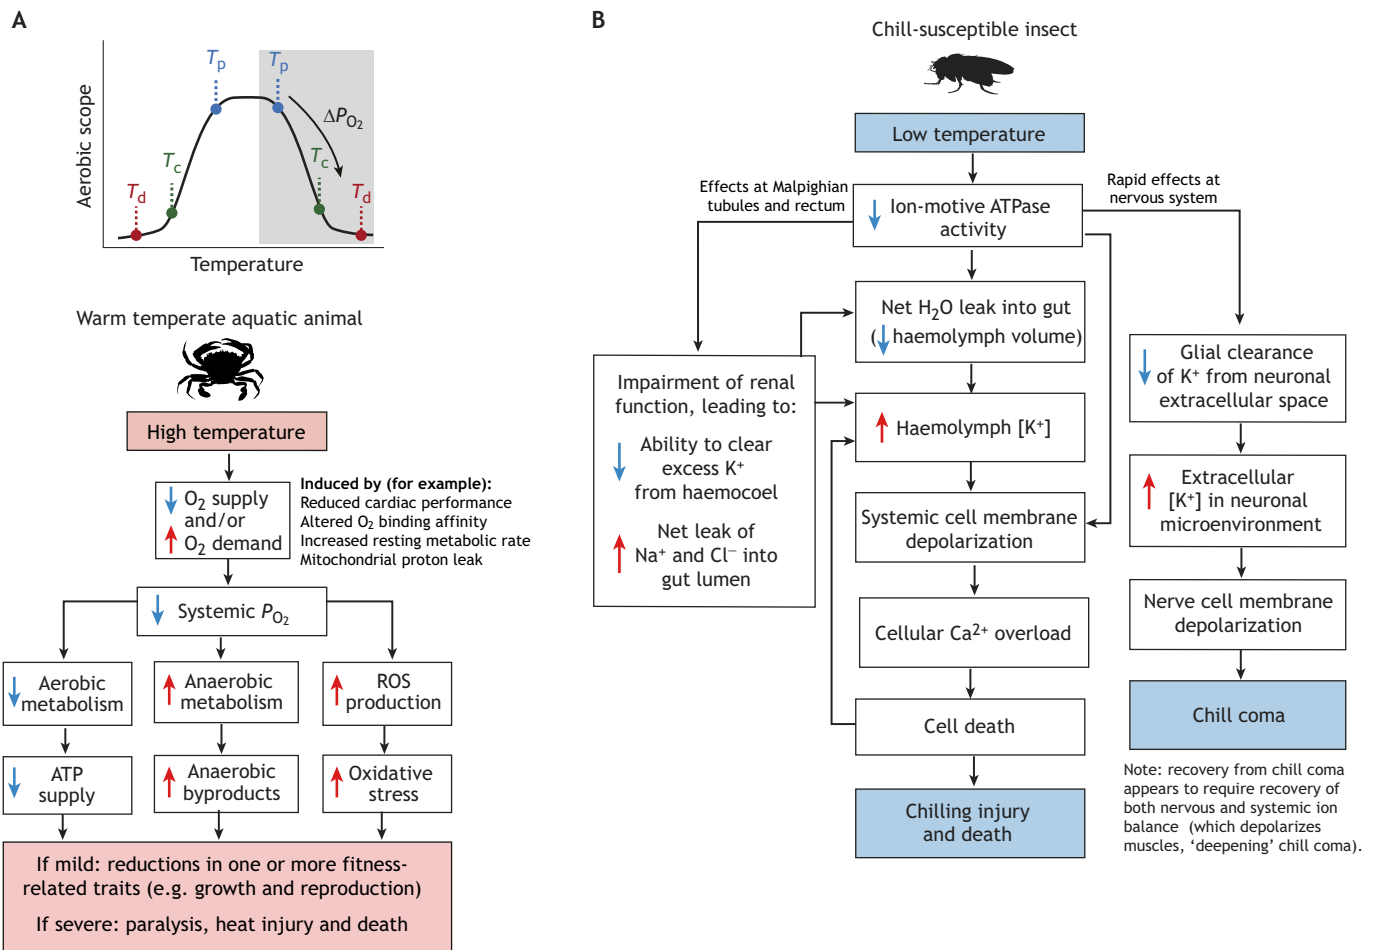 A
Aerobic scope
Tp
Tp
ΔPO2
Tc
Tc
Td
Td
Temperature
Warm temperate aquatic animal
High temperature
O2 supply
and/or
O2 demand
Induced by (for example):
Reduced cardiac performance
Altered O2 binding affinity
Increased resting metabolic rate
Mitochondrial proton leak
Systemic PO2
Aerobic
metabolism
Anaerobic
metabolism
ROS
production
ATP
supply
Anaerobic
byproducts
Oxidative
stress
If mild: reductions in one or more fitness-
related traits (e.g. growth and reproduction)
If severe: paralysis, heat injury and death
B
Chill-susceptible insect
Low temperature
Effects at Malpighian
tubules and rectum
Ion-motive ATPase
activity
Rapid effects at
nervous system
Net H2O leak into gut
(↓ haemolymph volume)
Impairment of renal
function, leading to:
Ability to clear
excess K+
from haemocoel
Net leak of
Na+ and Cl− into
gut lumen
Haemolymph [K+]
Systemic cell membrane
depolarization
Cellular Ca2+ overload
Cell death
Chilling injury
and death
Glial clearance
of K+ from neuronal
extracellular space
Extracellular
[K+] in neuronal
microenvironment
Nerve cell membrane
depolarization
Chill coma
Note: recovery from chill coma
appears to require recovery of
both nervous and systemic ion
balance (which depolarizes
muscles, ‘deepening’ chill coma).